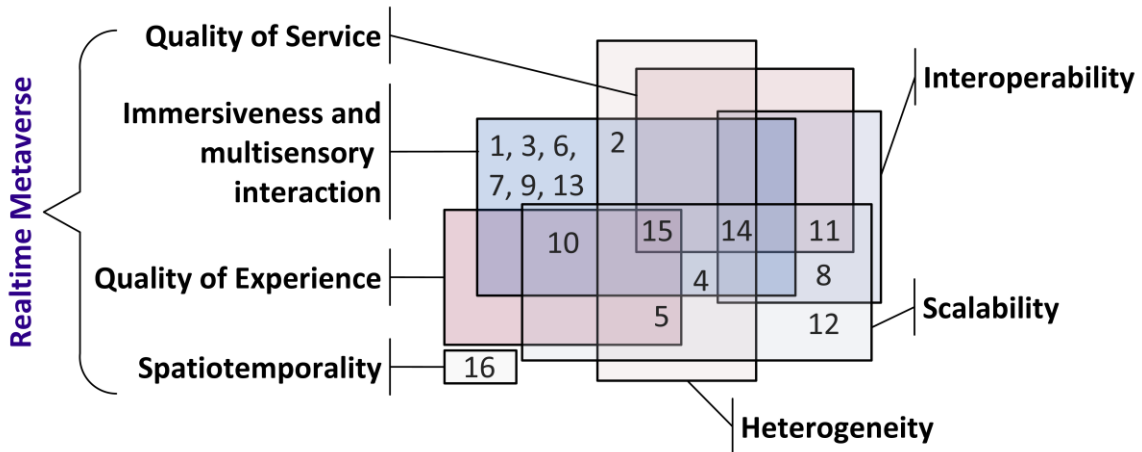 Realtime Metaverse
Quality of Service
Immersiveness and
multisensory
interaction
Quality of Experience
Spatiotemporality
1, 3, 6,
7, 9, 13
2
10
15
14
11
4
8
5
12
16
Interoperability
Scalability
Heterogeneity